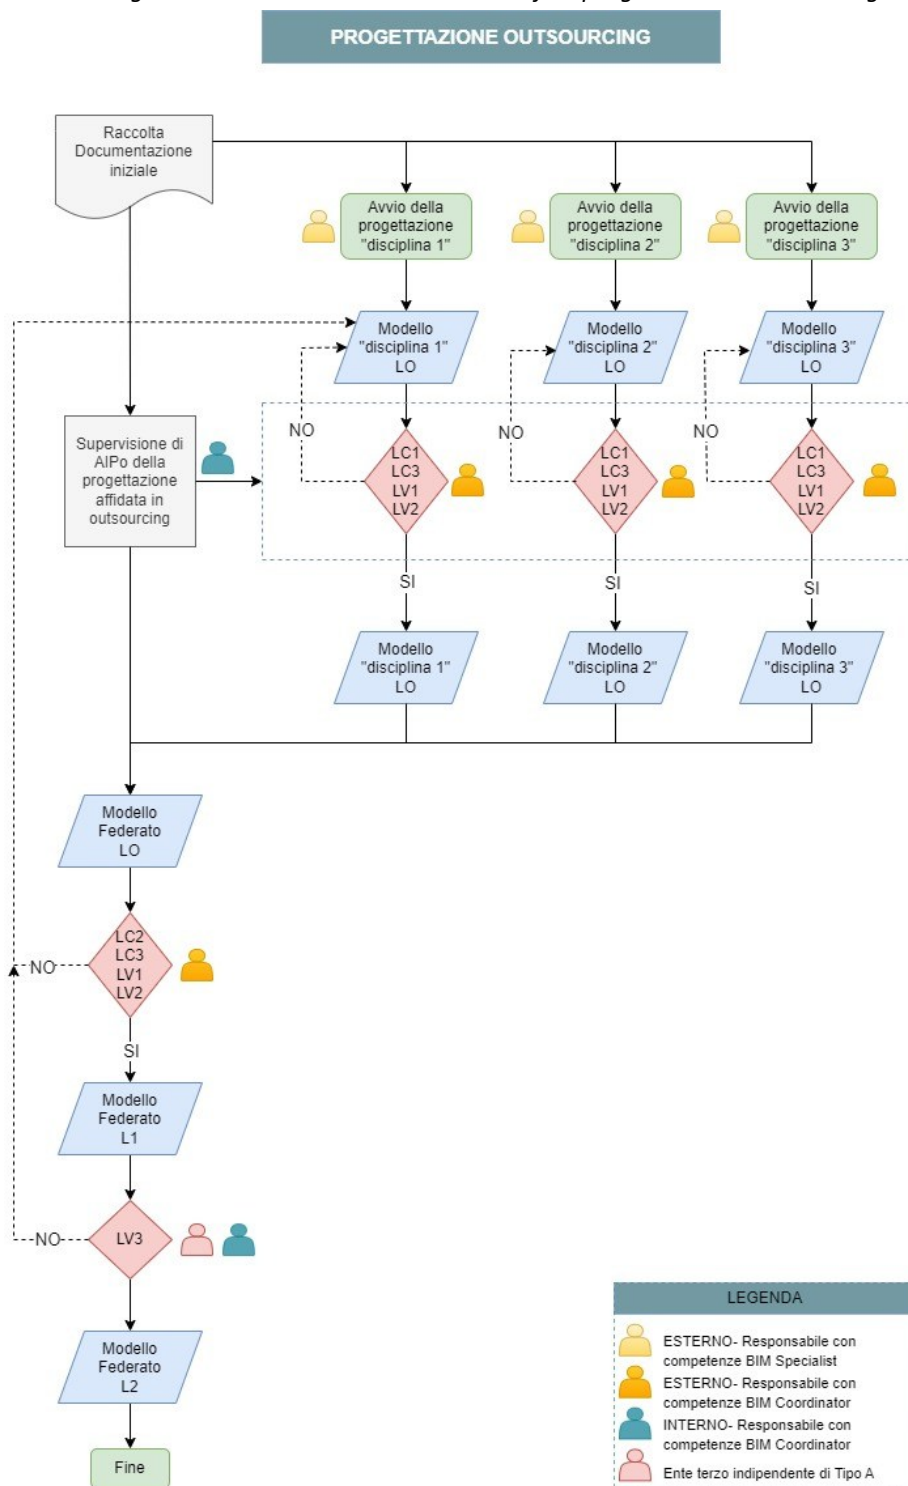 PROGETTAZIONE OUTSOURCING
Raccolta
Documentazione
iniziale
Avvio della
progettazione
"disciplina 1"
Avvio della
progettazione
"disciplina 2"
Avvio della
progettazione
"disciplina 3"
Modello
"disciplina 1"
LO
Modello
"disciplina 2"
LO
Modello
"disciplina 3"
LO
Supervisione di
AIPo della
progettazione
affidata in
outsourcing
NO
LC1
LC3
LV1
LV2
NO
LC1
LC3
LV1
LV2
NO
LC1
LC3
LV1
LV2
SI
SI
SI
Modello
"disciplina 1"
LO
Modello
"disciplina 2"
LO
Modello
"disciplina 3"
LO
Modello
Federato
LO
LC2
LC3
LV1
LV2
NO
SI
Modello
Federato
L1
NO
LV3
Modello
Federato
L2
Fine
LEGENDA
ESTERNO- Responsabile con
competenze BIM Specialist
ESTERNO- Responsabile con
competenze BIM Coordinator
INTERNO- Responsabile con
competenze BIM Coordinator
Ente terzo indipendente di Tipo A